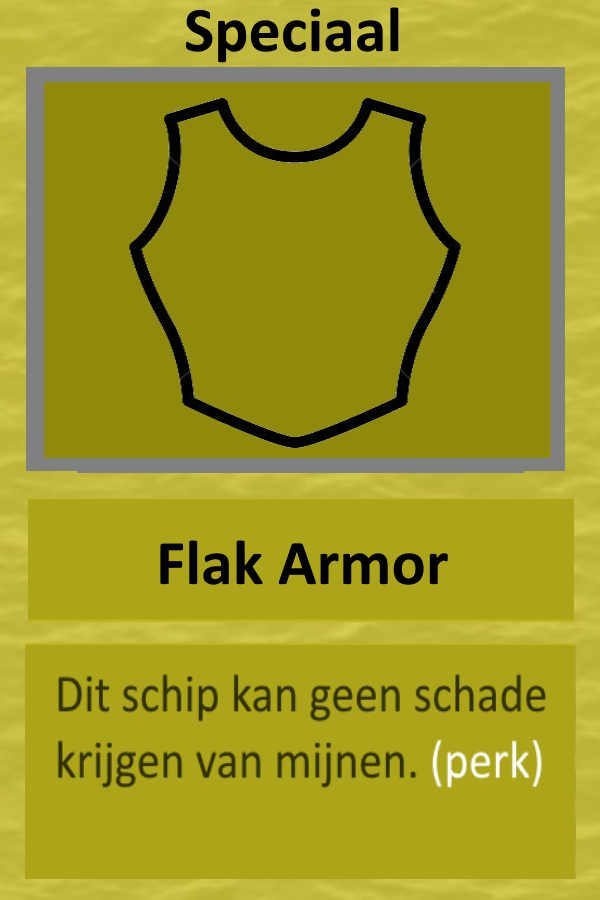 Speciaal
Flak Armor
Dit schip kan geen schade
krijgen van mijnen. (perk)